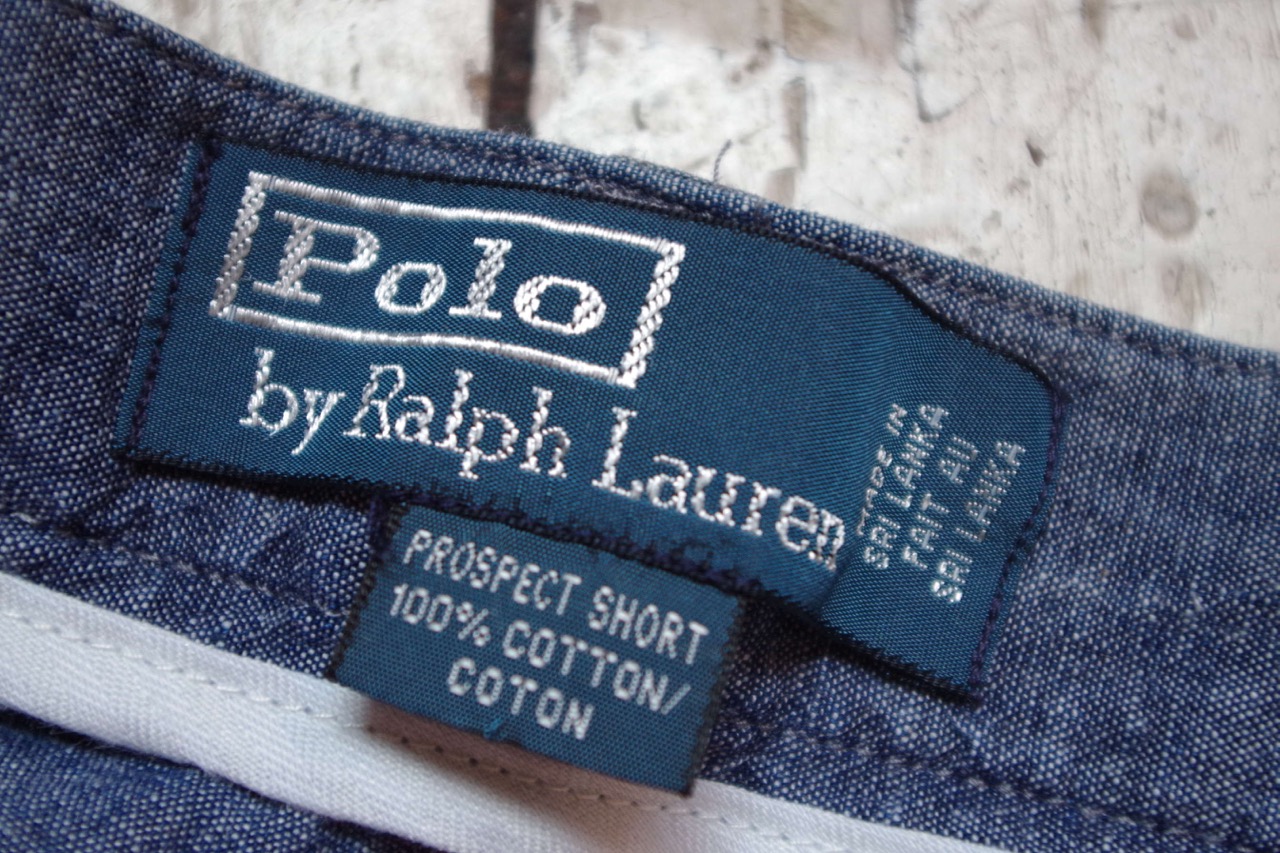 Polo
by Ralph Lauren
MADE IN
SRI LANKA
FAIT AU
SRI LANKA
PROSPECT SHORT
100% COTTON/
COTON